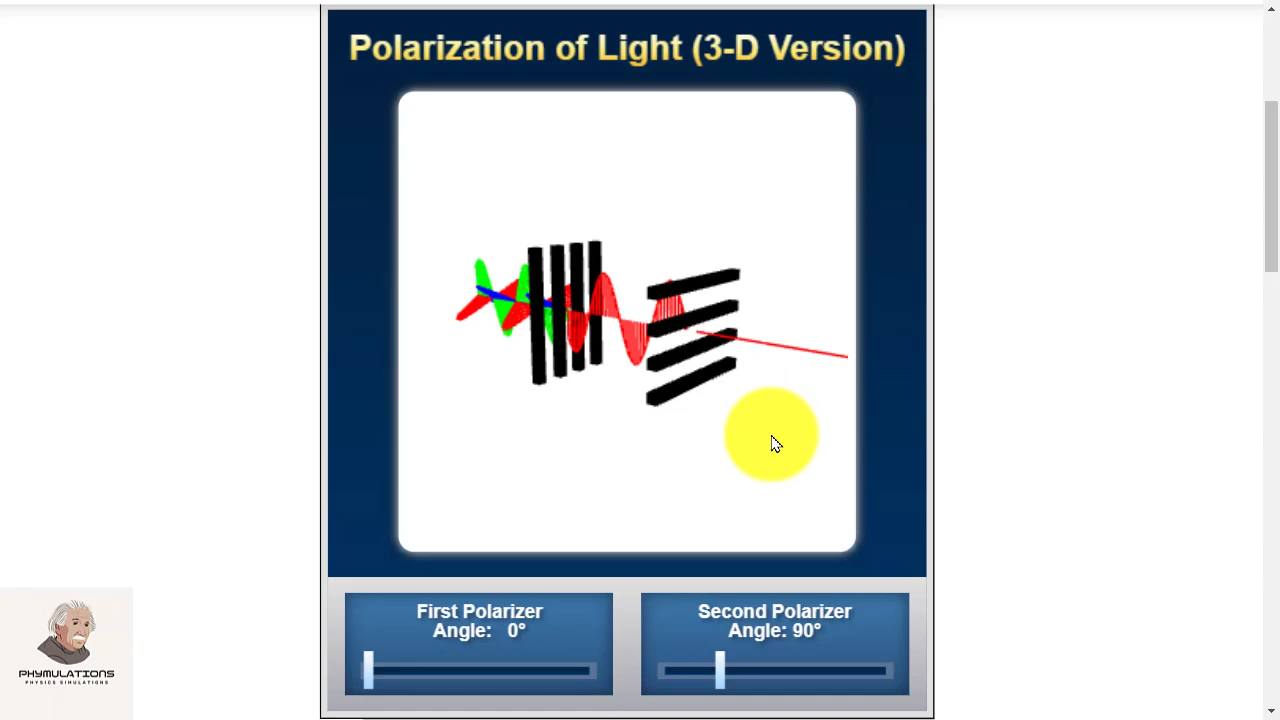 Polarization of Light (3-D Version)
First Polarizer
Angle: 0°
Second Polarizer
Angle: 90°
PHYMULATIONS
PHYSICS SIMULATIONS